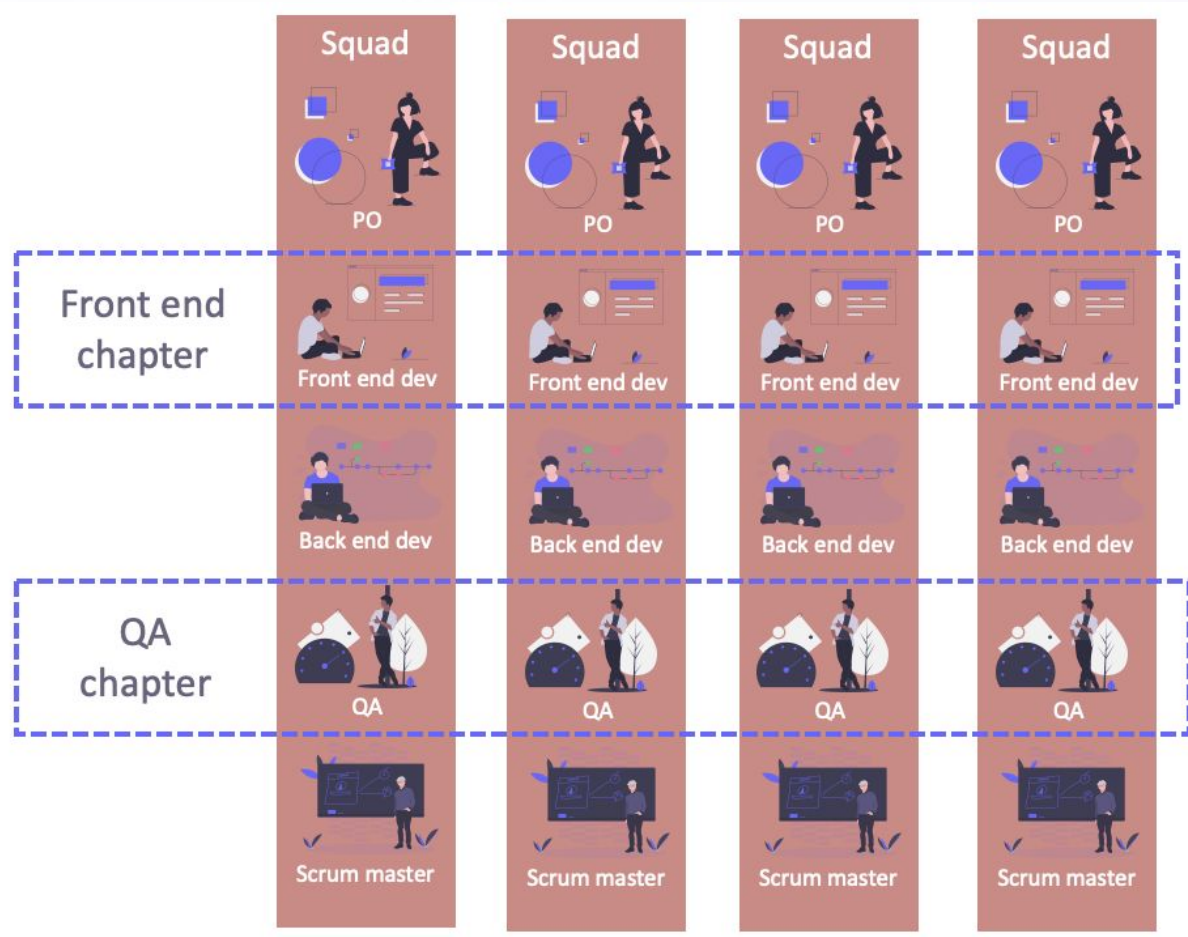 Squad Squad Squad Squad
PO PO PO PO
Front end
chapter
Front end dev Front end dev Front end dev Front end dev
Back end dev Back end dev Back end dev Back end dev
QA
chapter
QA QA QA QA
Scrum master Scrum master Scrum master Scrum master